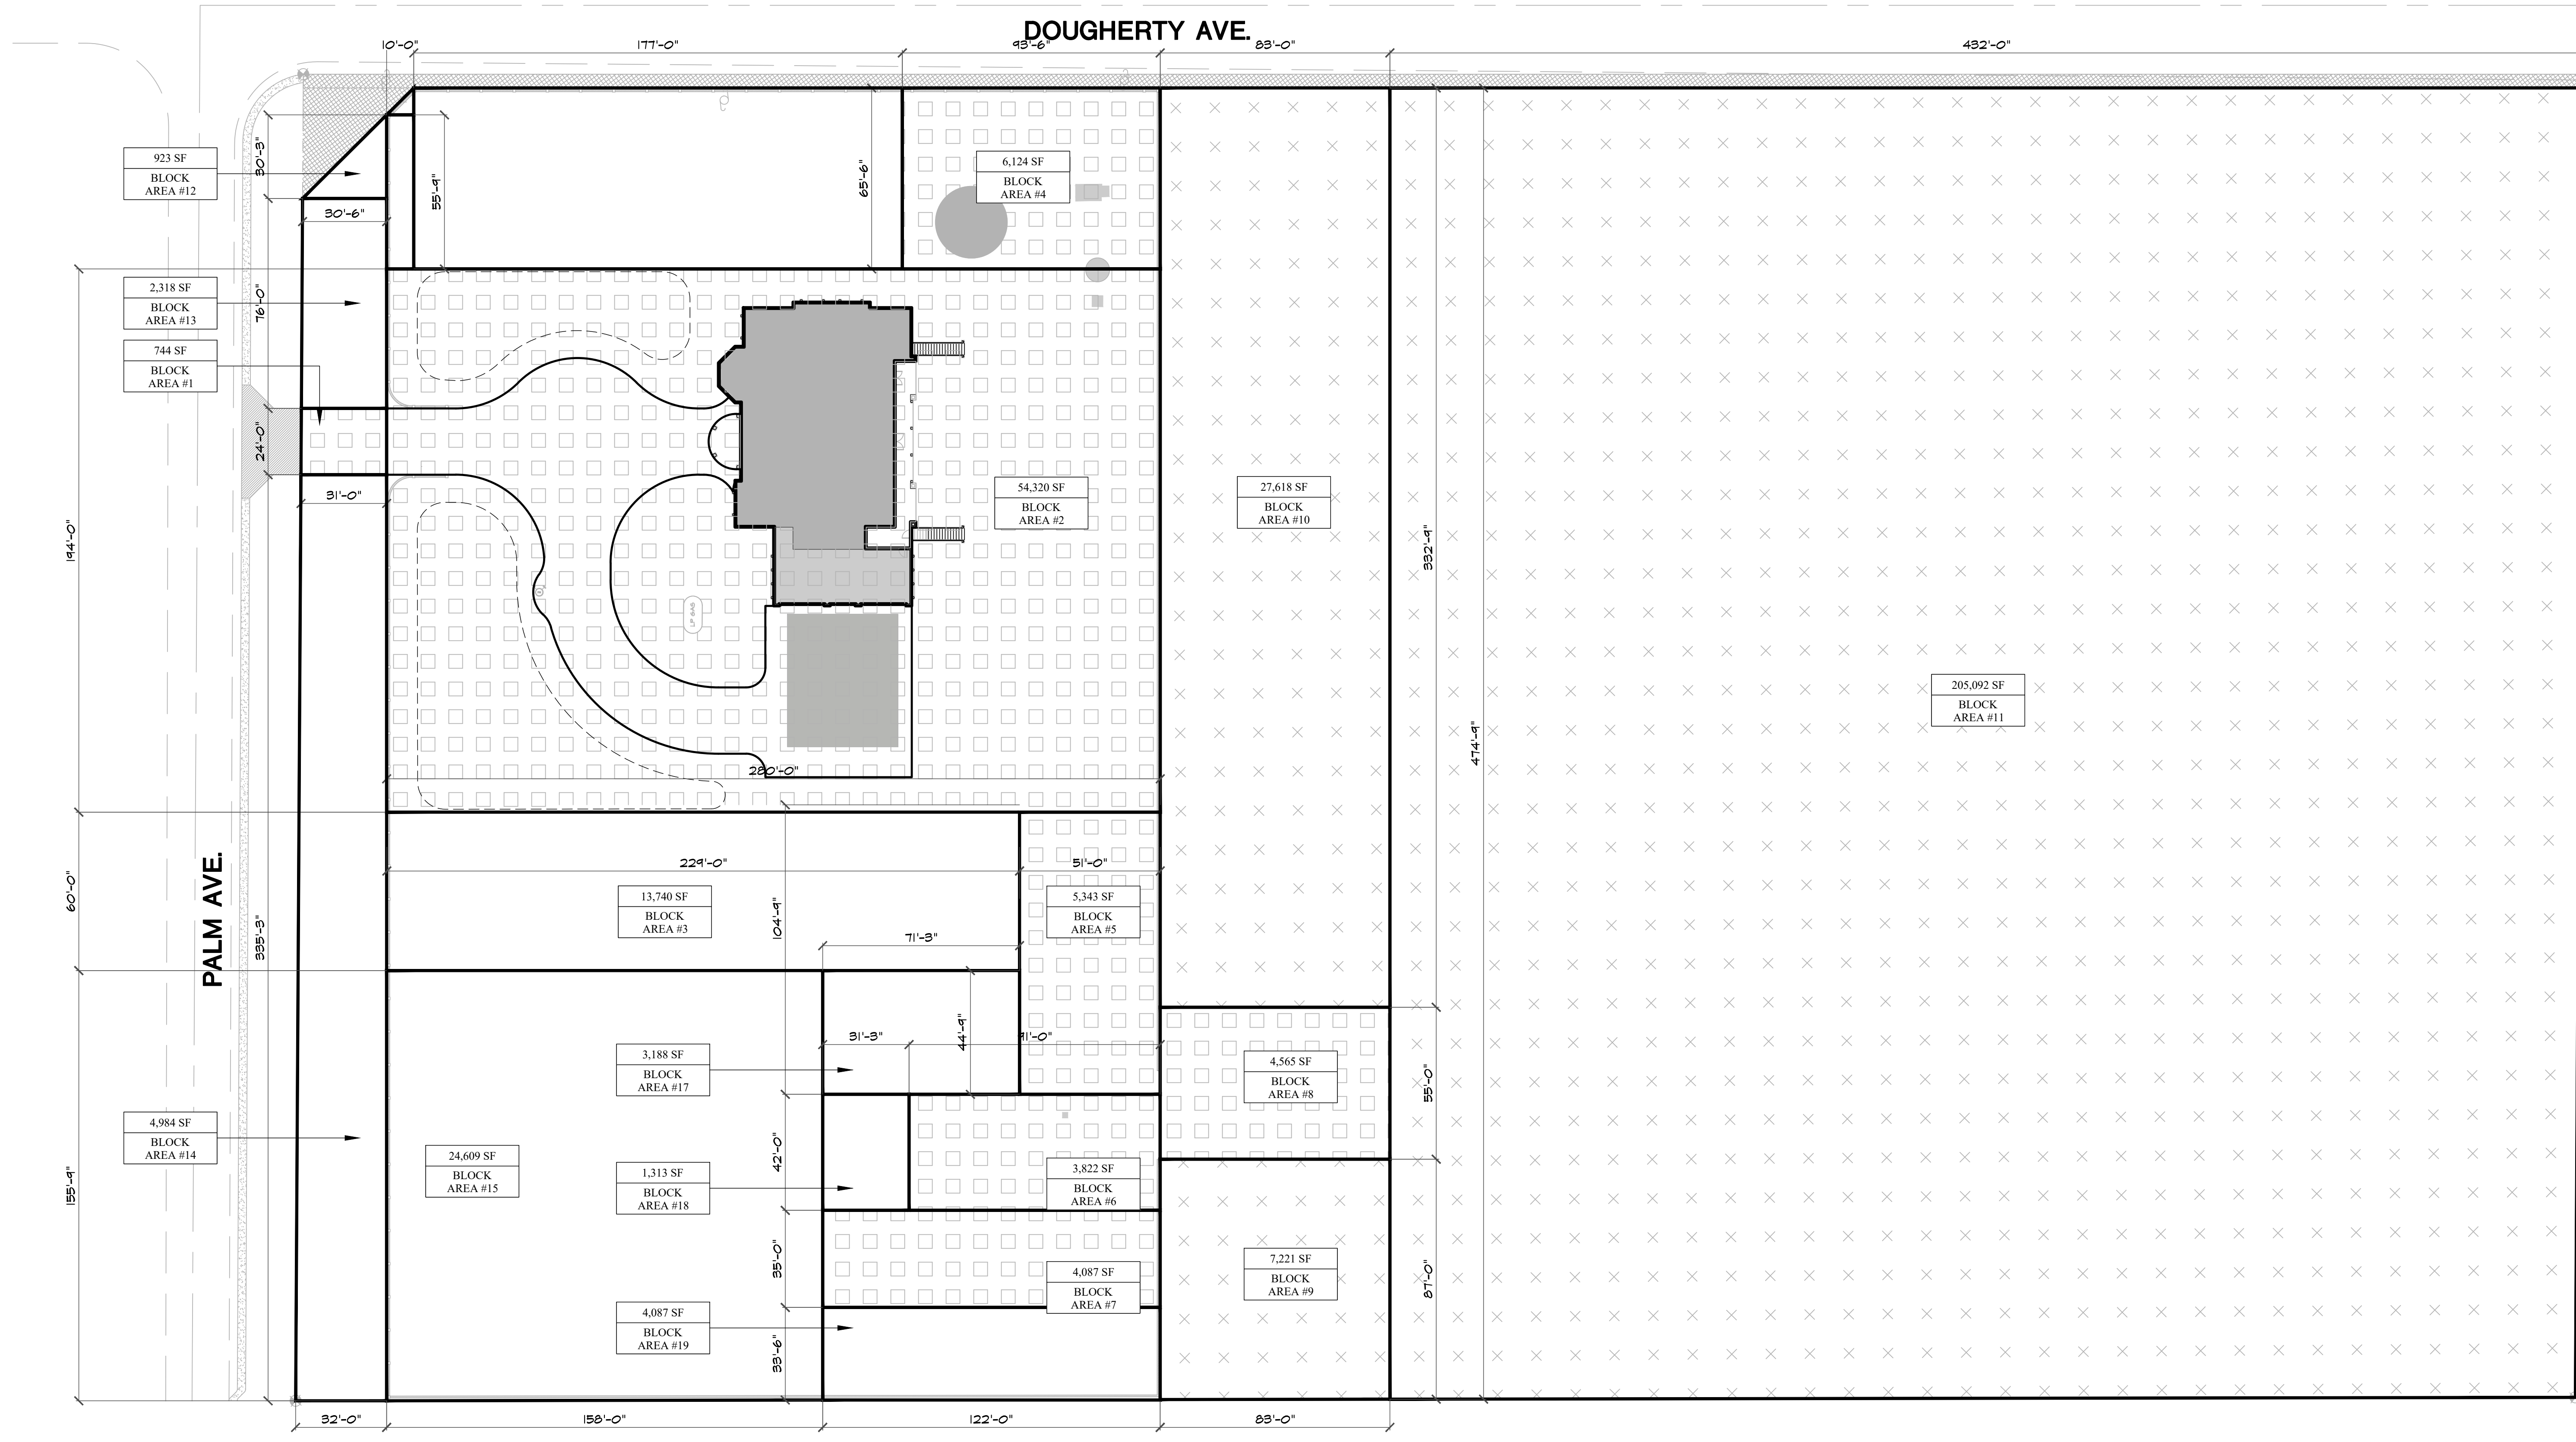 DOUGHERTY AVE.
10'-0"
177'-0"
93'-6"
83'-0"
432'-0"
923 SF
BLOCK
AREA #12
30'-3"
55'-9"
65'-6"
6,124 SF
BLOCK
AREA #4
30'-6"
2,318 SF
BLOCK
AREA #13
76'-0"
744 SF
BLOCK
AREA #1
24'-0"
31'-0"
194'-0"
54,320 SF
BLOCK
AREA #2
27,618 SF
BLOCK
AREA #10
332'-9"
LP GAS
205,092 SF
BLOCK
AREA #11
474'-9"
280'-0"
PALM AVE.
60'-0"
335'-3"
229'-0"
51'-0"
13,740 SF
BLOCK
AREA #3
104'-9"
5,343 SF
BLOCK
AREA #5
71'-3"
31'-3"
44'-9"
91'-0"
3,188 SF
BLOCK
AREA #17
4,565 SF
BLOCK
AREA #8
55'-0"
4,984 SF
BLOCK
AREA #14
155'-9"
24,609 SF
BLOCK
AREA #15
42'-0"
1,313 SF
BLOCK
AREA #18
3,822 SF
BLOCK
AREA #6
35'-0"
4,087 SF
BLOCK
AREA #7
7,221 SF
BLOCK
AREA #9
87'-0"
4,087 SF
BLOCK
AREA #19
33'-6"
32'-0"
158'-0"
122'-0"
83'-0"